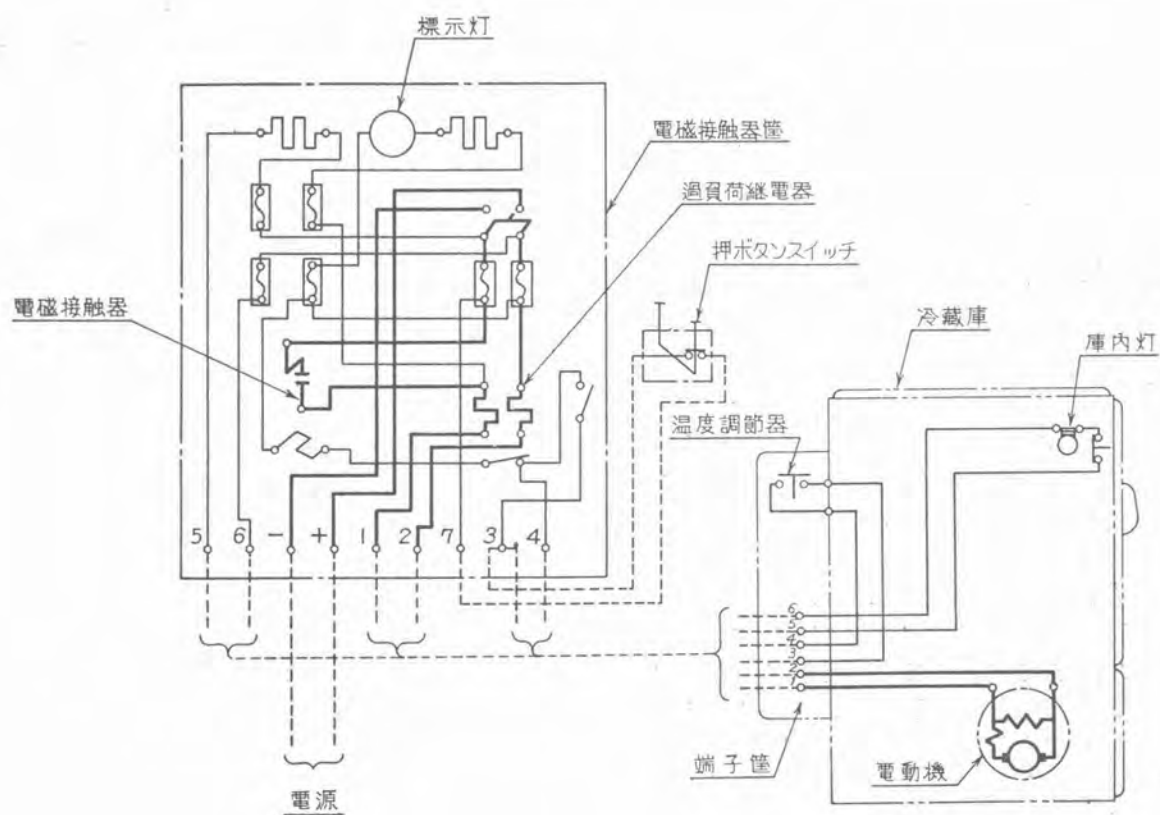 標示灯
電磁接触器筐
過負荷継電器
押ボタンスイッチ
電磁接触器
冷蔵庫
庫内灯
温度調節器
5 6 - + 1 2 7 3 4
6
5
4
3
2
1
端子筐
電動機
電源